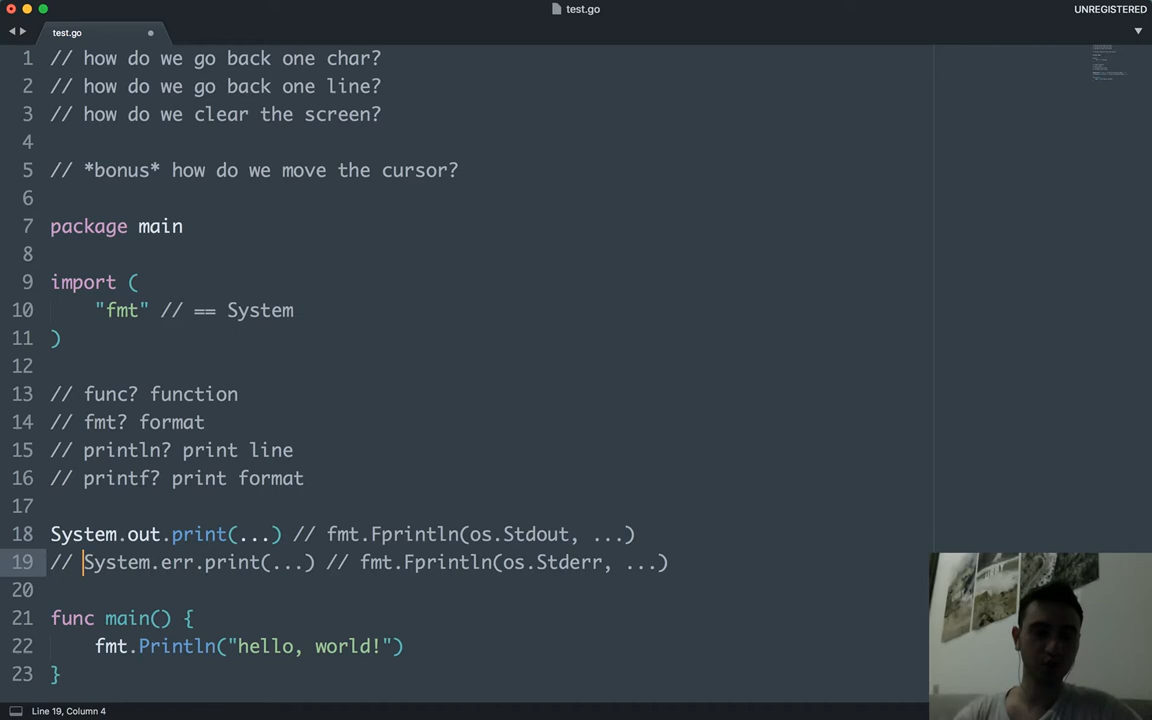 test.go
UNREGISTERED
test.go
1 // how do we go back one char?
2 // how do we go back one line?
3 // how do we clear the screen?
4
5 // *bonus* how do we move the cursor?
6
7 package main
8
9 import (
10 "fmt" // == System
11 )
12
13 // func? function
14 // fmt? format
15 // println? print line
16 // printf? print format
17
18 System.out.print(...) // fmt.Fprintln(os.Stdout, ...)
19 // System.err.print(...) // fmt.Fprintln(os.Stderr, ...)
20
21 func main() {
22 fmt.Println("hello, world!")
23 }
Line 19, Column 4